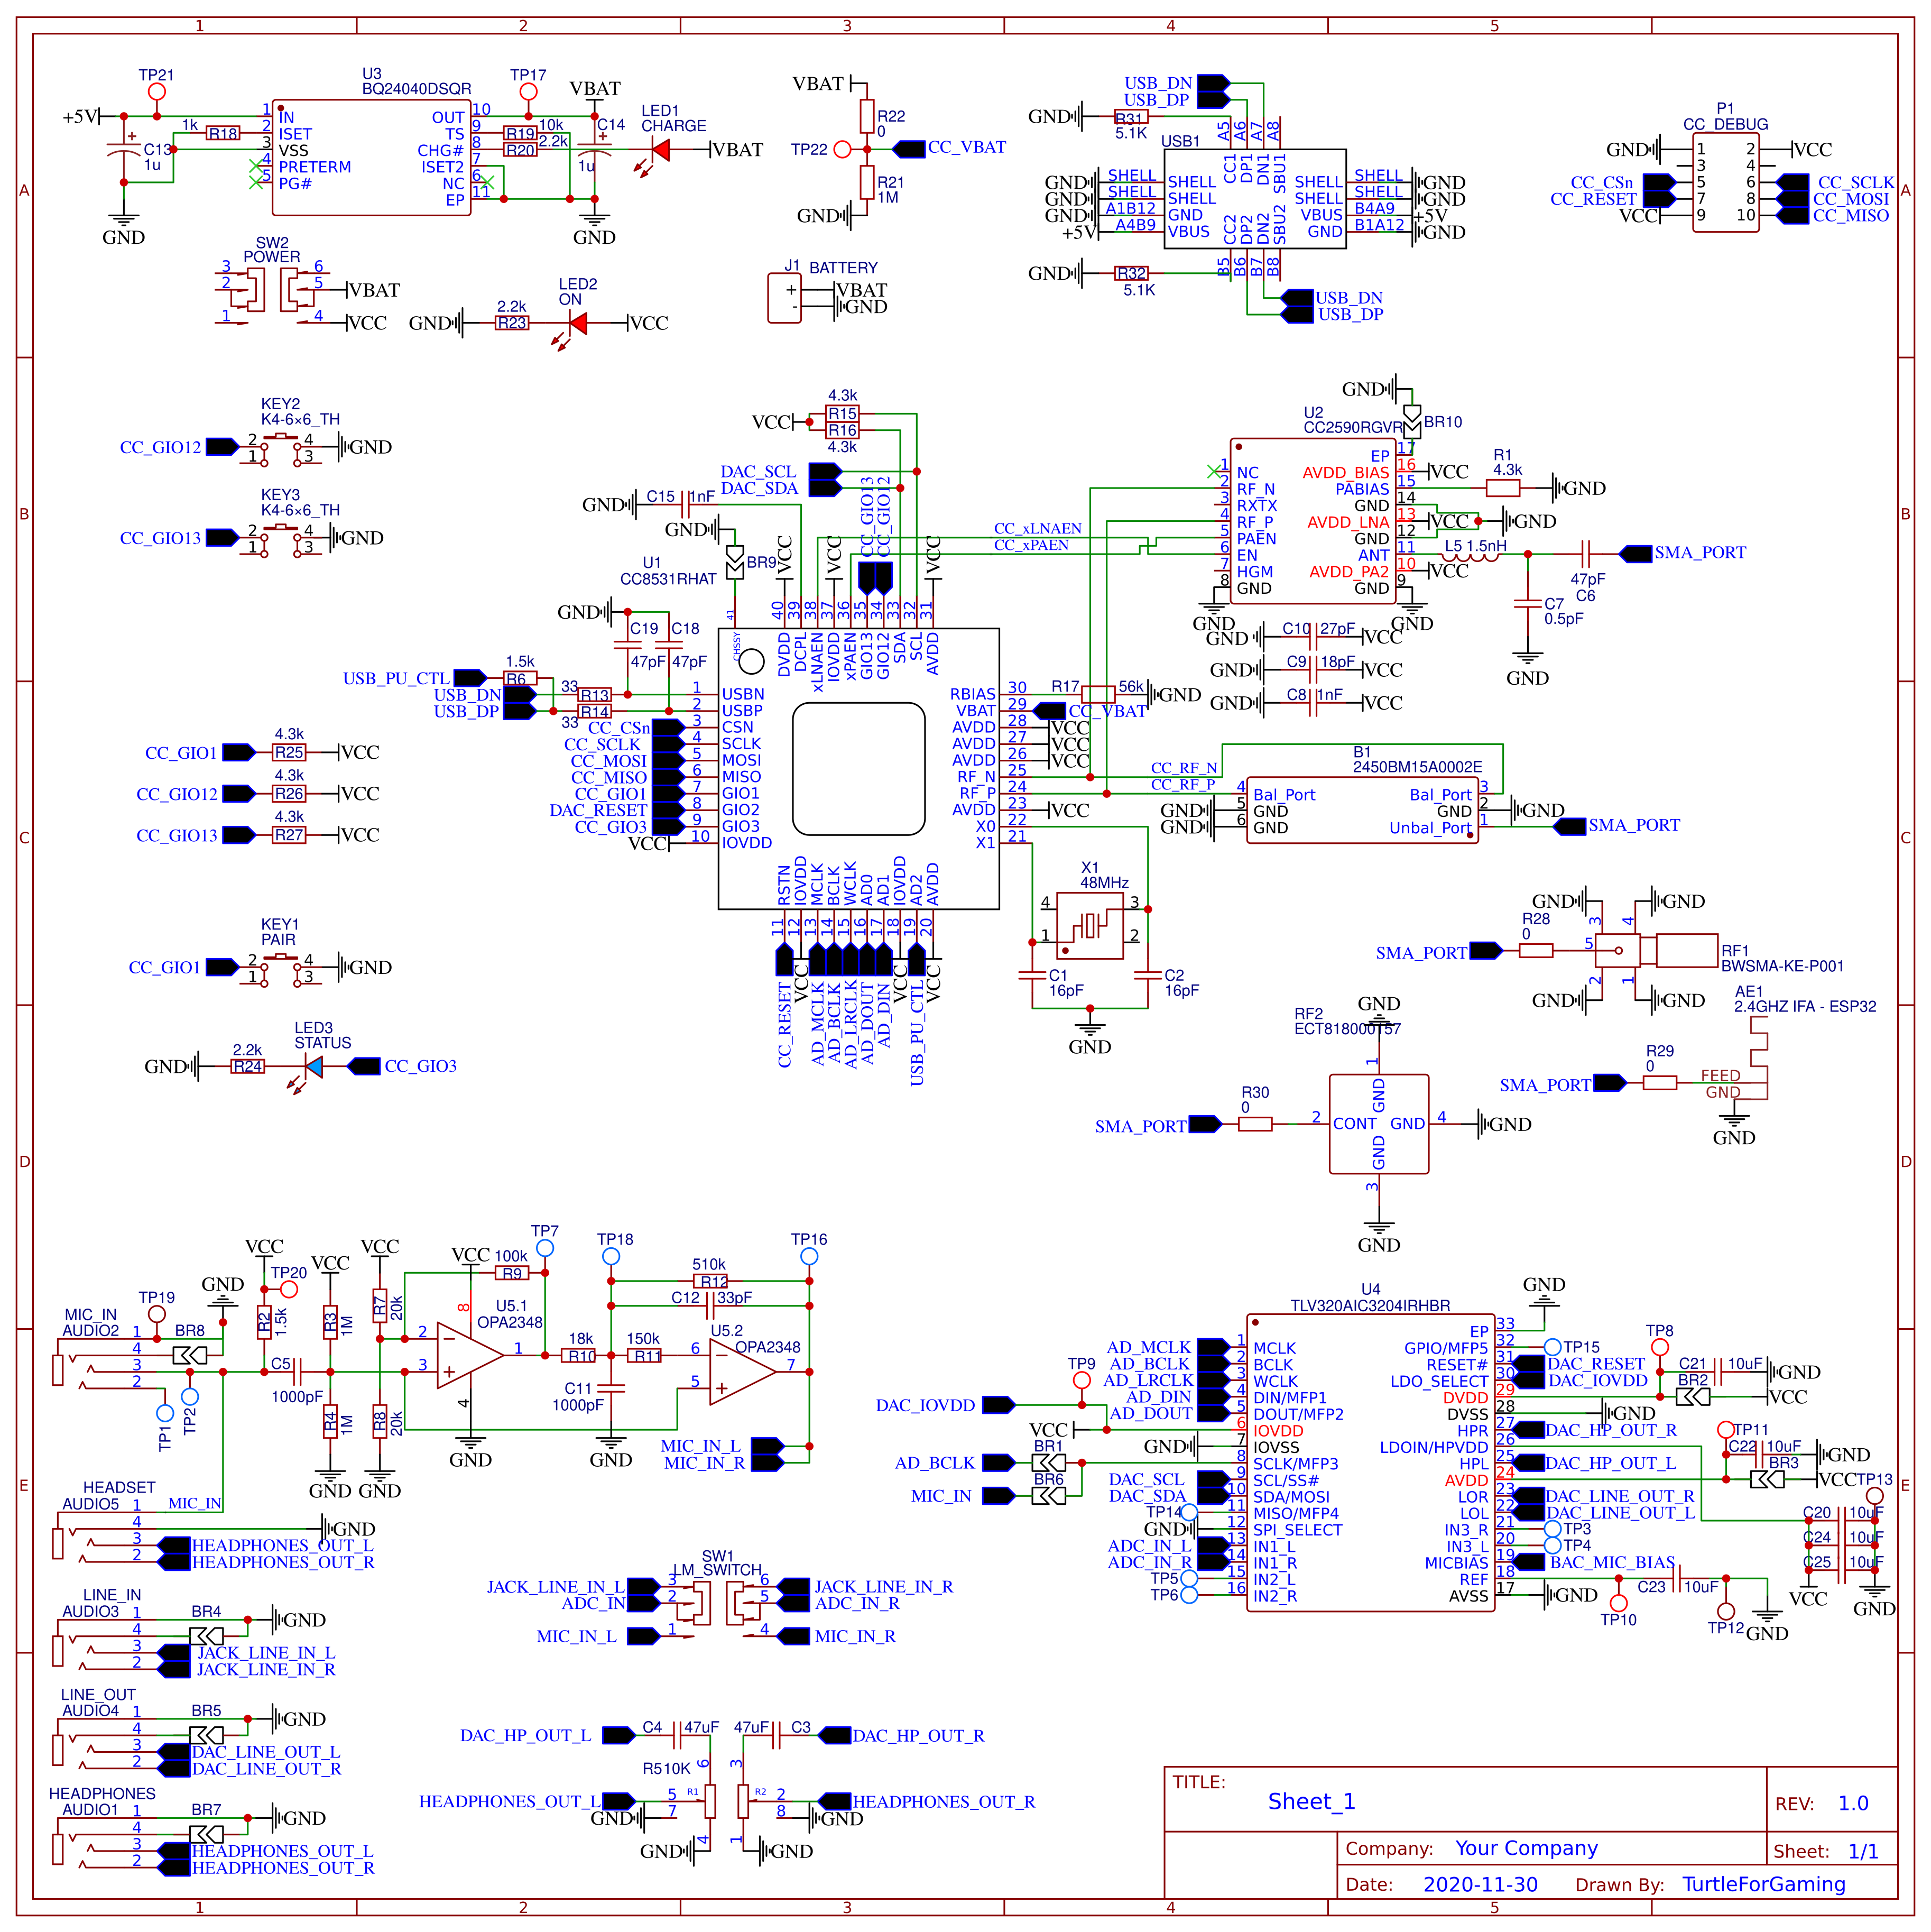 1 2 3 4 5
A B C D E
TP21
U3
BQ24040DSQR
TP17
VBAT
+5V
1 IN
2 ISET
3 VSS
4 PRETERM
5 PG#
OUT 10
TS 9
CHG# 8
ISET2 7
NC 6
EP 11
1k
R18
C13
1u
GND
R19 10k
R20 2.2k
C14
1u
GND
LED1
CHARGE
VBAT
SW2
POWER
3 2 1
6 5 4
VBAT
VCC
LED2
ON
GND
2.2k
R23
VCC
VBAT
R22
0
TP22
CC_VBAT
R21
1M
GND
J1 BATTERY
+ VBAT
- GND
USB_DN
USB_DP
GND
R31
5.1K
USB1
A5 A6 A7 A8
CC1 DP1 DN1 SBU1
GND SHELL SHELL
GND SHELL SHELL
GND A1B12 GND
+5V A4B9 VBUS
SHELL SHELL GND
SHELL SHELL GND
VBUS B4A9 +5V
GND B1A12 GND
CC2 DP2 DN2 SBU2
B5 B6 B7 B8
GND
R32
5.1K
USB_DN
USB_DP
P1
CC_DEBUG
GND 1 2 VCC
3 4
CC_CSn 5 6 CC_SCLK
CC_RESET 7 8 CC_MOSI
VCC 9 10 CC_MISO
KEY2
K4-6×6_TH
CC_GIO12
2 4 GND
1 3
KEY3
K4-6×6_TH
CC_GIO13
2 4 GND
1 3
CC_GIO1
4.3k
R25
VCC
CC_GIO12
4.3k
R26
VCC
CC_GIO13
4.3k
R27
VCC
KEY1
PAIR
CC_GIO1
2 4 GND
1 3
LED3
STATUS
GND
2.2k
R24
CC_GIO3
4.3k
VCC
R15
R16
4.3k
DAC_SCL
DAC_SDA
CC_GIO13
CC_GIO12
GND C15 1nF
GND
BR9
U1
CC8531RHAT
VCC VCC VCC
41 40 39 38 37 36 35 34 33 32 31
CHSSY DVDD DCPL xLNAEN IOVDD xPAEN GIO13 GIO12 SDA SCL AVDD
GND
C19 C18
47pF 47pF
USB_PU_CTL
1.5k
R6
USB_DN
33
R13
USB_DP
R14
33
1 USBN
2 USBP
CC_CSn 3 CSN
CC_SCLK 4 SCLK
CC_MOSI 5 MOSI
CC_MISO 6 MISO
CC_GIO1 7 GIO1
DAC_RESET 8 GIO2
CC_GIO3 9 GIO3
VCC 10 IOVDD
RBIAS 30 R17 56k GND
VBAT 29 CC_VBAT
AVDD 28 VCC
AVDD 27 VCC
AVDD 26 VCC
RF_N 25
RF_P 24
AVDD 23 VCC
X0 22
X1 21
RSTN IOVDD MCLK BCLK WCLK AD0 AD1 IOVDD AD2 AVDD
11 12 13 14 15 16 17 18 19 20
CC_RESET VCC AD_MCLK AD_BCLK AD_LRCLK AD_DOUT AD_DIN VCC USB_PU_CTL VCC
X1
48MHz
4 3
1 2
C1
16pF
C2
16pF
GND
CC_xLNAEN
CC_xPAEN
GND
BR10
U2
CC2590RGVR
1 NC
2 RF_N
3 RXTX
4 RF_P
5 PAEN
6 EN
7 HGM
8 GND
GND
EP 17
AVDD_BIAS 16 VCC
PABIAS 15
GND 14
AVDD_LNA 13 VCC
GND 12
ANT 11
AVDD_PA2 10 VCC
GND 9
GND
R1
4.3k
GND
GND
L5 1.5nH
47pF
C6
SMA_PORT
C7
0.5pF
GND
GND C10 27pF VCC
GND C9 18pF VCC
GND C8 1nF VCC
CC_RF_N
CC_RF_P
B1
2450BM15A0002E
4 Bal_Port
GND 5 GND
GND 6 GND
Bal_Port 3
GND 2 GND
Unbal_Port 1
SMA_PORT
GND GND
R28
0
SMA_PORT
3 4 5 2 1
RF1
BWSMA-KE-P001
GND GND
AE1
2.4GHZ IFA - ESP32
R29
0
SMA_PORT
FEED
GND
GND
GND
RF2
ECT818000157
1
GND
R30
0
SMA_PORT
2 CONT GND 4 GND
GND
3
GND
MIC_IN
AUDIO2
TP19
1
4
3
2
BR8
GND
TP1
TP2
VCC
TP20
R2
1.5k
C5
1000pF
VCC
R3
1M
R4
1M
GND
VCC
R7
20k
R8
20k
GND
VCC
100k
R9
TP7
8
U5.1
OPA2348
2
3
1
4
GND
18k
R10
TP18
C11
1000pF
GND
150k
R11
510k
R12
C12 33pF
TP16
U5.2
OPA2348
6
5
7
MIC_IN_L
MIC_IN_R
HEADSET
AUDIO5
1 MIC_IN
4 GND
3 HEADPHONES_OUT_L
2 HEADPHONES_OUT_R
LINE_IN
AUDIO3
1 BR4 GND
4
3 JACK_LINE_IN_L
2 JACK_LINE_IN_R
LINE_OUT
AUDIO4
1 BR5 GND
4
3 DAC_LINE_OUT_L
2 DAC_LINE_OUT_R
HEADPHONES
AUDIO1
1 BR7 GND
4
3 HEADPHONES_OUT_L
2 HEADPHONES_OUT_R
SW1
LM_SWITCH
JACK_LINE_IN_L 3
ADC_IN 2
MIC_IN_L 1
6 JACK_LINE_IN_R
5 ADC_IN_R
4 MIC_IN_R
DAC_HP_OUT_L C4 47uF
47uF C3 DAC_HP_OUT_R
R510K
6 3
HEADPHONES_OUT_L 5 R1
GND 7
R2 2 HEADPHONES_OUT_R
8 GND
4 1
GND GND
U4
TLV320AIC3204IRHBR
GND
AD_MCLK 1 MCLK
AD_BCLK 2 BCLK
AD_LRCLK 3 WCLK
AD_DIN 4 DIN/MFP1
AD_DOUT 5 DOUT/MFP2
TP9
DAC_IOVDD
VCC
6 IOVDD
GND 7 IOVSS
BR1
AD_BCLK
8 SCLK/MFP3
BR6
MIC_IN
DAC_SCL 9 SCL/SS#
DAC_SDA 10 SDA/MOSI
TP14 11 MISO/MFP4
GND 12 SPI_SELECT
ADC_IN_L 13 IN1_L
ADC_IN_R 14 IN1_R
TP5 15 IN2_L
TP6 16 IN2_R
EP 33
GPIO/MFP5 32 TP15
RESET# 31 DAC_RESET
LDO_SELECT 30 DAC_IOVDD
DVDD 29
DVSS 28 GND
HPR 27 DAC_HP_OUT_R
LDOIN/HPVDD 26
HPL 25 DAC_HP_OUT_L
AVDD 24
LOR 23 DAC_LINE_OUT_R
LOL 22 DAC_LINE_OUT_L
IN3_R 21 TP3
IN3_L 20 TP4
MICBIAS 19 BAC_MIC_BIAS
REF 18
AVSS 17 GND
TP8
C21 10uF GND
BR2 VCC
TP11
C22 10uF GND
BR3 VCC
TP13
C20 10uF
C24 10uF
C25 10uF
VCC
GND
C23 10uF
TP10
TP12
GND
TITLE:
Sheet_1
REV: 1.0
Company: Your Company
Sheet: 1/1
Date: 2020-11-30
Drawn By: TurtleForGaming
1 2 3 4 5